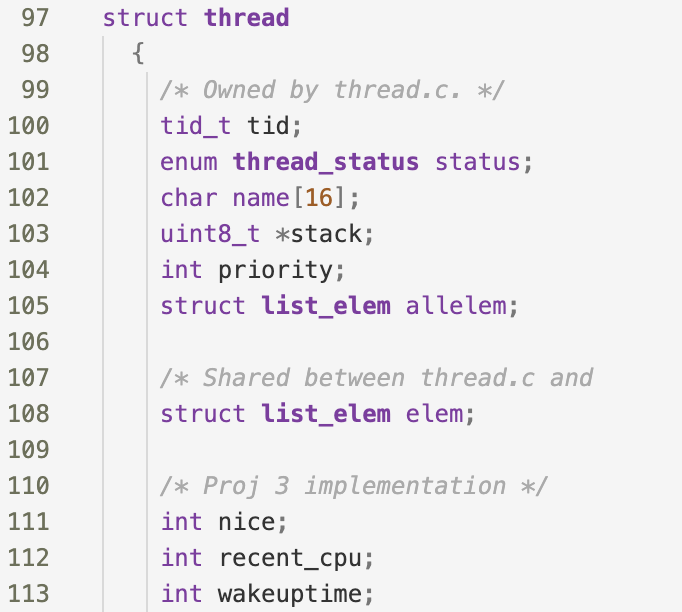 97 struct thread
98 {
99 /* Owned by thread.c. */
100 tid_t tid;
101 enum thread_status status;
102 char name[16];
103 uint8_t *stack;
104 int priority;
105 struct list_elem allelem;
106
107 /* Shared between thread.c and
108 struct list_elem elem;
109
110 /* Proj 3 implementation */
111 int nice;
112 int recent_cpu;
113 int wakeuptime;